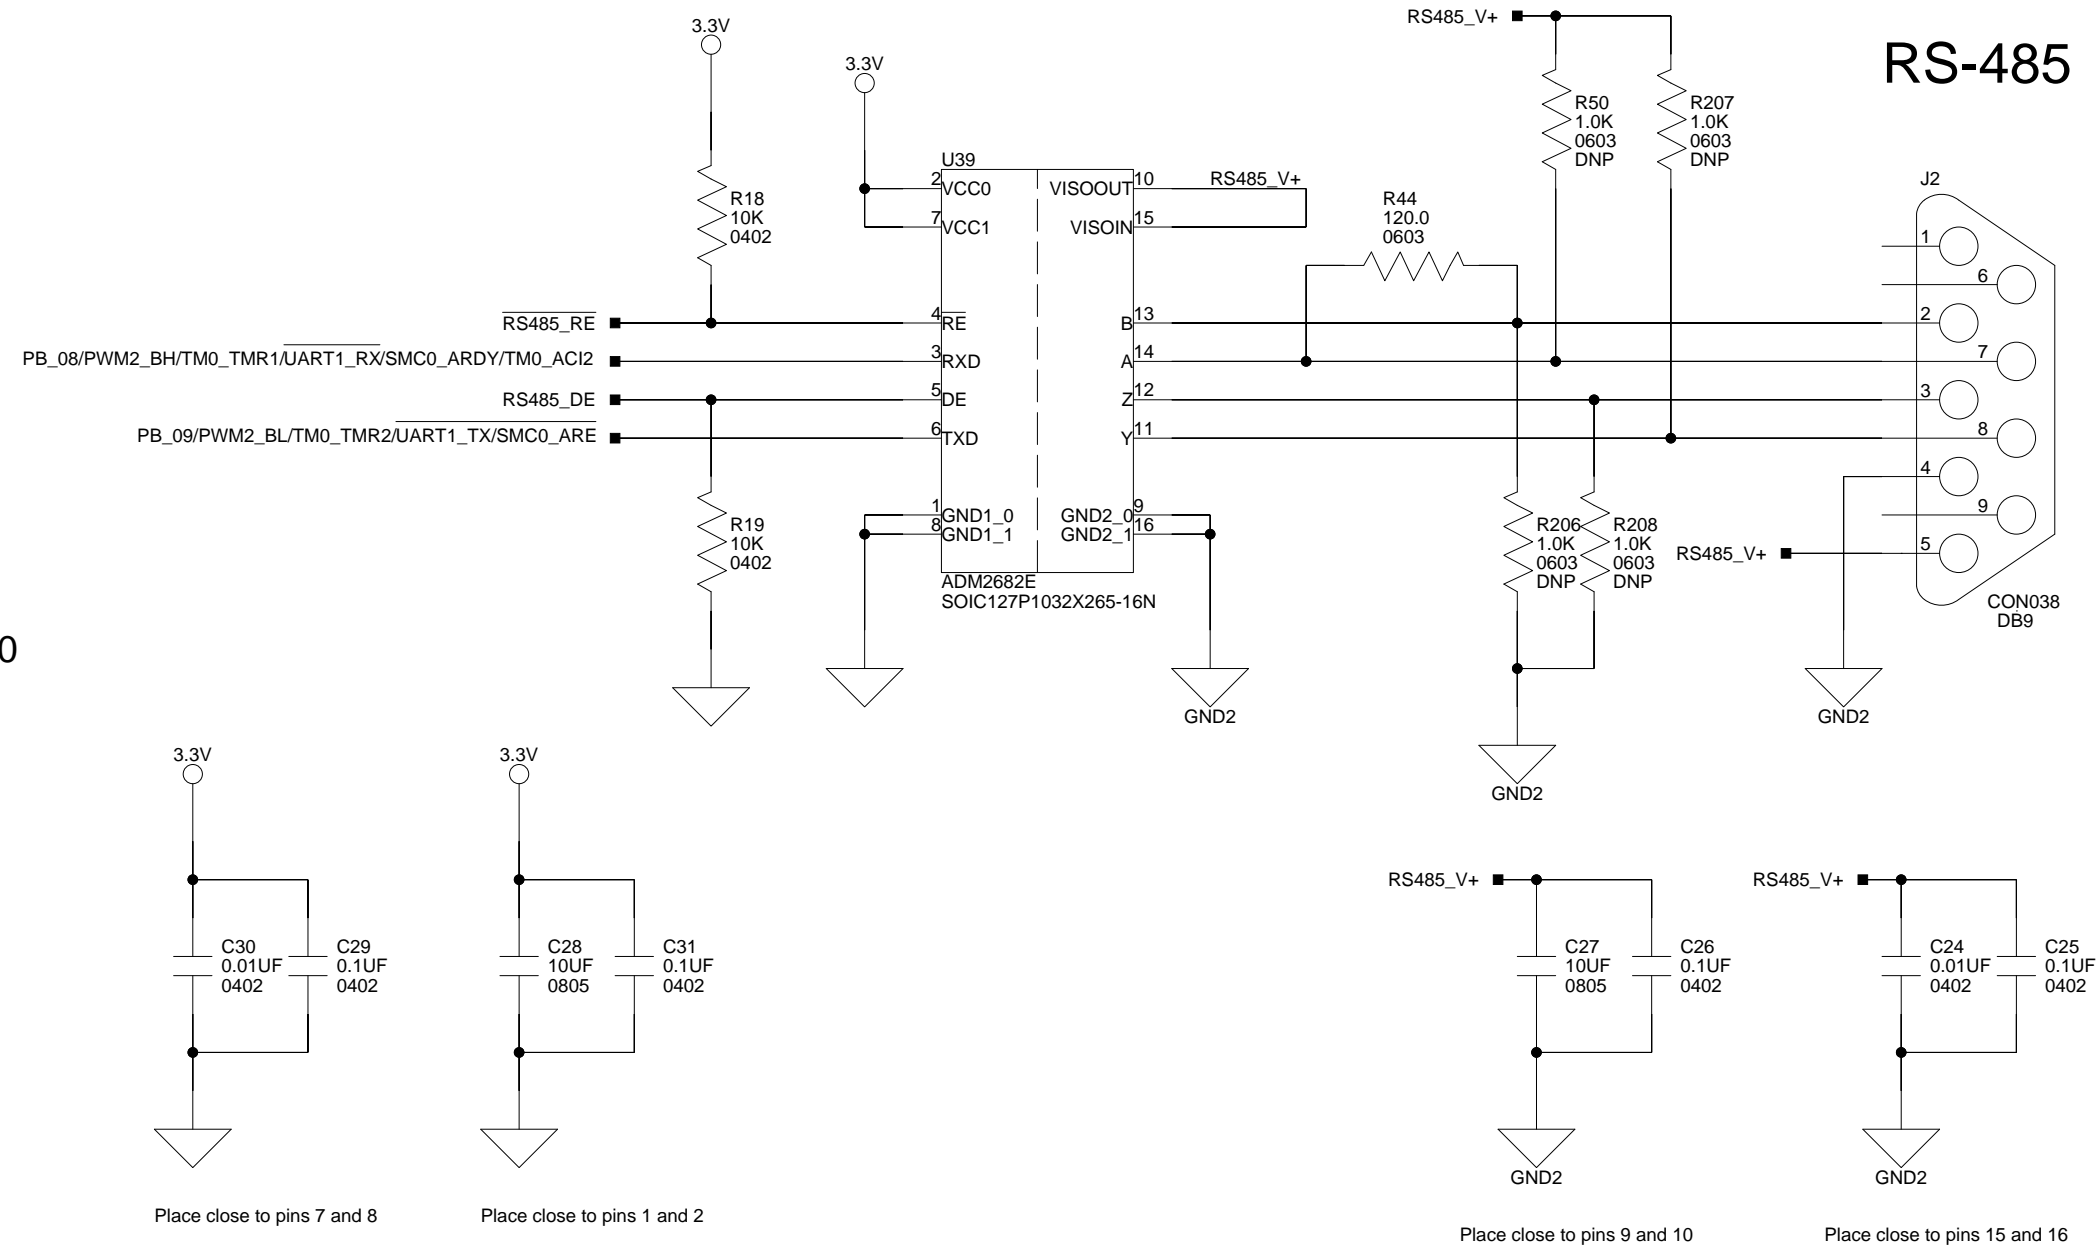 RS-485
3.3V
3.3V
RS485_V+
R50
1.0K
0603
DNP
R207
1.0K
0603
DNP
R18
10K
0402
U39
2
VCC0
7
VCC1
4
RE
3
RXD
5
DE
6
TXD
1
GND1_0
8
GND1_1
VISOOUT
10
VISOIN
15
B
13
A
14
Z
12
Y
11
GND2_0
9
GND2_1
16
ADM2682E
SOIC127P1032X265-16N
RS485_V+
R44
120.0
0603
RS485_RE
PB_08/PWM2_BH/TM0_TMR1/UART1_RX/SMC0_ARDY/TM0_ACI2
RS485_DE
PB_09/PWM2_BL/TM0_TMR2/UART1_TX/SMC0_ARE
R19
10K
0402
R206
1.0K
0603
DNP
R208
1.0K
0603
DNP
J2
1
6
2
7
3
8
4
9
5
RS485_V+
CON038
DB9
0
GND2
GND2
GND2
3.3V
C30
0.01UF
0402
C29
0.1UF
0402
Place close to pins 7 and 8
3.3V
C28
10UF
0805
C31
0.1UF
0402
Place close to pins 1 and 2
RS485_V+
C27
10UF
0805
C26
0.1UF
0402
GND2
Place close to pins 9 and 10
RS485_V+
C24
0.01UF
0402
C25
0.1UF
0402
GND2
Place close to pins 15 and 16